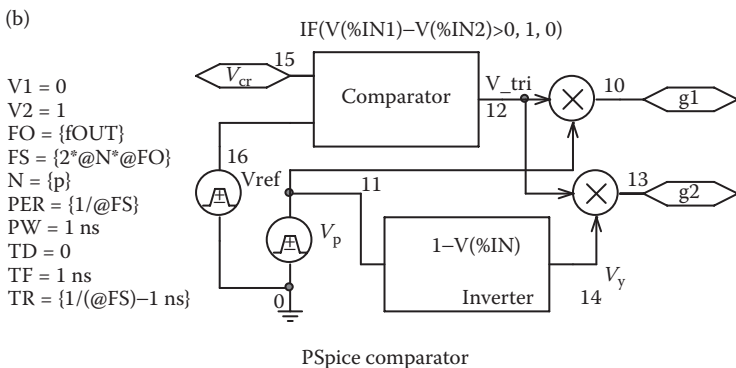 (b)
IF(V(%IN1)−V(%IN2)>0, 1, 0)
15
Vcr
V1 = 0
V2 = 1
FO = {fOUT}
FS = {2*@N*@FO}
N = {p}
PER = {1/@FS}
PW = 1 ns
TD = 0
TF = 1 ns
TR = {1/(@FS)−1 ns}
Comparator
V_tri
12
10
g1
16
Vref
11
13
g2
Vp
1−V(%IN)
Inverter
Vy
14
0
PSpice comparator